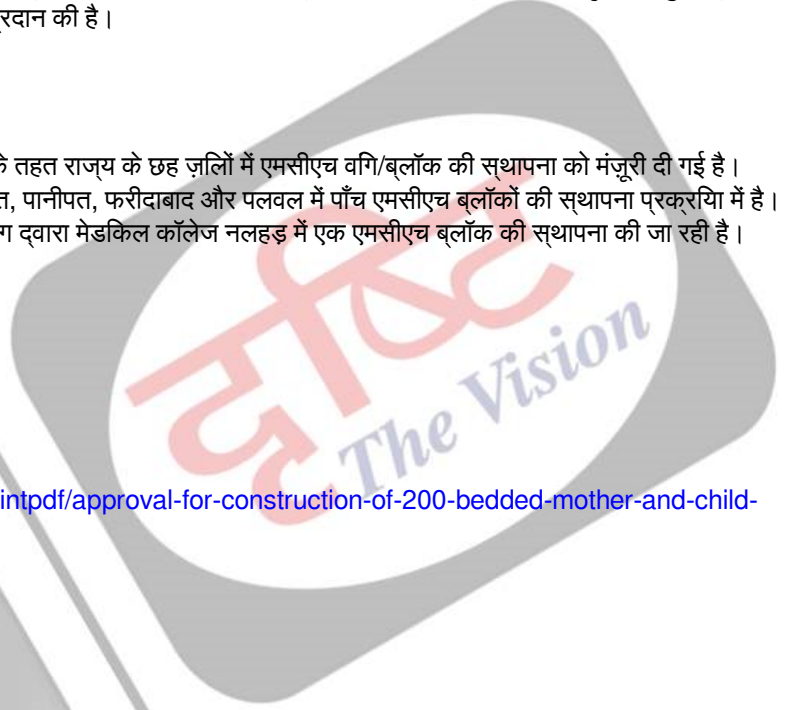 प्रदान की है।
के तहत राज्य के छह ज़िलों में एमसीएच विंग/ब्लॉक की स्थापना को मंज़ूरी दी गई है।
पानीपत, फरीदाबाद और पलवल में पाँच एमसीएच ब्लॉकों की स्थापना प्रक्रिया में है।
द्वारा मेडिकल कॉलेज नलहड़ में एक एमसीएच ब्लॉक की स्थापना की जा रही है।
दृष्टि
The Vision
intpdf/approval-for-construction-of-200-bedded-mother-and-child-